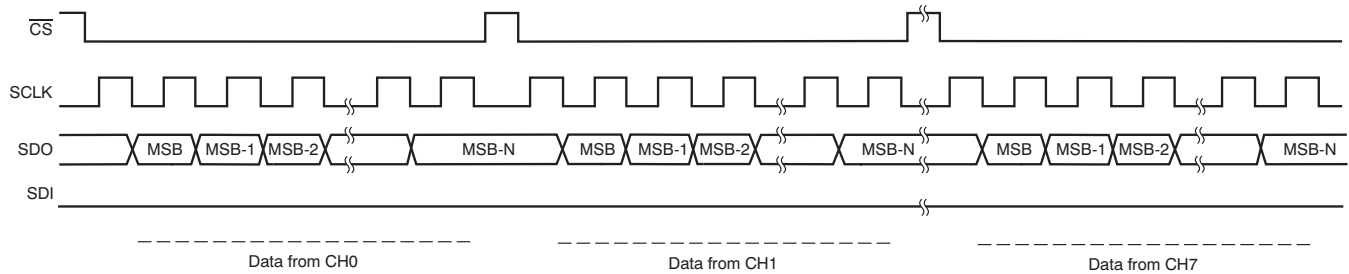 CS
SCLK
SDO MSB MSB-1 MSB-2 MSB-N MSB MSB-1 MSB-2 MSB-N MSB MSB-1 MSB-2 MSB-N
SDI
Data from CH0 Data from CH1 Data from CH7